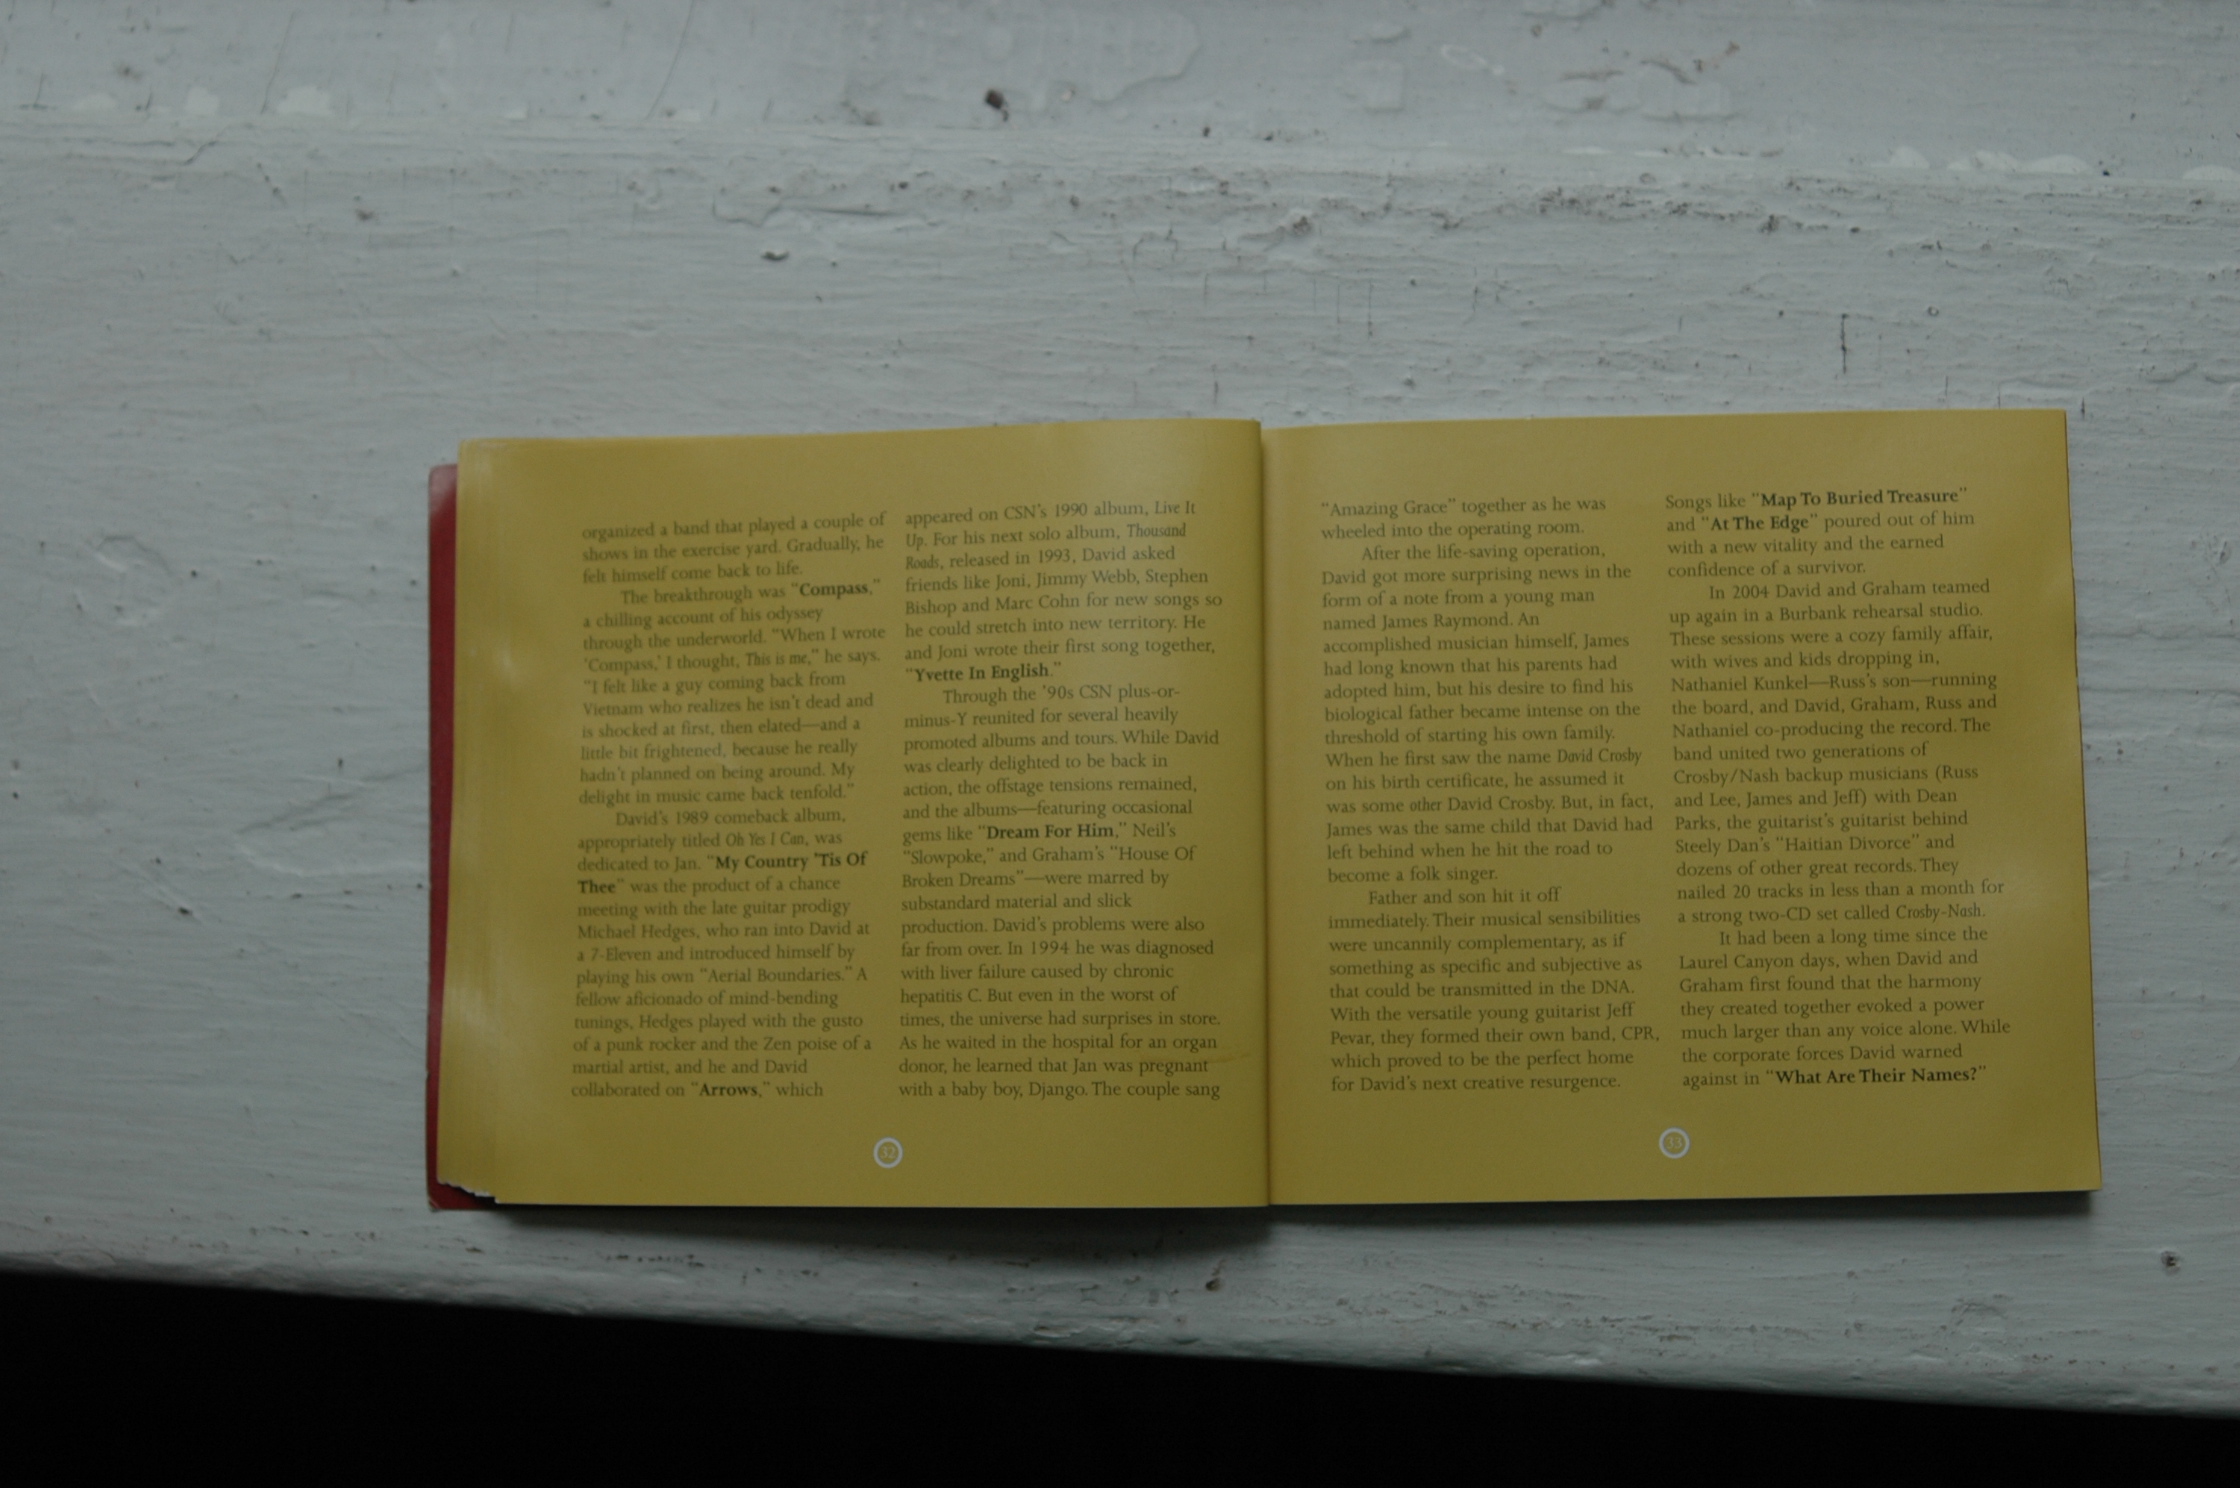 organized a band that played a couple of
shows in the exercise yard. Gradually, he
felt himself come back to life.
The breakthrough was “Compass,”
a chilling account of his odyssey
through the underworld. “When I wrote
‘Compass,’ I thought, This is me,” he says.
“I felt like a guy coming back from
Vietnam who realizes he isn’t dead and
is shocked at first, then elated—and a
little bit frightened, because he really
hadn’t planned on being around. My
delight in music came back tenfold.”
David’s 1989 comeback album,
appropriately titled Oh Yes I Can, was
dedicated to Jan. “My Country ’Tis Of
Thee” was the product of a chance
meeting with the late guitar prodigy
Michael Hedges, who ran into David at
a 7-Eleven and introduced himself by
playing his own “Aerial Boundaries.” A
fellow aficionado of mind-bending
tunings, Hedges played with the gusto
of a punk rocker and the Zen poise of a
martial artist, and he and David
collaborated on “Arrows,” which
appeared on CSN’s 1990 album, Live It
Up. For his next solo album, Thousand
Roads, released in 1993, David asked
friends like Joni, Jimmy Webb, Stephen
Bishop and Marc Cohn for new songs so
he could stretch into new territory. He
and Joni wrote their first song together,
“Yvette In English.”
Through the ’90s CSN plus-or-
minus-Y reunited for several heavily
promoted albums and tours. While David
was clearly delighted to be back in
action, the offstage tensions remained,
and the albums—featuring occasional
gems like “Dream For Him,” Neil’s
“Slowpoke,” and Graham’s “House Of
Broken Dreams”—were marred by
substandard material and slick
production. David’s problems were also
far from over. In 1994 he was diagnosed
with liver failure caused by chronic
hepatitis C. But even in the worst of
times, the universe had surprises in store.
As he waited in the hospital for an organ
donor, he learned that Jan was pregnant
with a baby boy, Django. The couple sang
32
“Amazing Grace” together as he was
wheeled into the operating room.
After the life-saving operation,
David got more surprising news in the
form of a note from a young man
named James Raymond. An
accomplished musician himself, James
had long known that his parents had
adopted him, but his desire to find his
biological father became intense on the
threshold of starting his own family.
When he first saw the name David Crosby
on his birth certificate, he assumed it
was some other David Crosby. But, in fact,
James was the same child that David had
left behind when he hit the road to
become a folk singer.
Father and son hit it off
immediately. Their musical sensibilities
were uncannily complementary, as if
something as specific and subjective as
that could be transmitted in the DNA.
With the versatile young guitarist Jeff
Pevar, they formed their own band, CPR,
which proved to be the perfect home
for David’s next creative resurgence.
Songs like “Map To Buried Treasure”
and “At The Edge” poured out of him
with a new vitality and the earned
confidence of a survivor.
In 2004 David and Graham teamed
up again in a Burbank rehearsal studio.
These sessions were a cozy family affair,
with wives and kids dropping in,
Nathaniel Kunkel—Russ’s son—running
the board, and David, Graham, Russ and
Nathaniel co-producing the record. The
band united two generations of
Crosby/Nash backup musicians (Russ
and Lee, James and Jeff) with Dean
Parks, the guitarist’s guitarist behind
Steely Dan’s “Haitian Divorce” and
dozens of other great records. They
nailed 20 tracks in less than a month for
a strong two-CD set called Crosby-Nash.
It had been a long time since the
Laurel Canyon days, when David and
Graham first found that the harmony
they created together evoked a power
much larger than any voice alone. While
the corporate forces David warned
against in “What Are Their Names?”
33